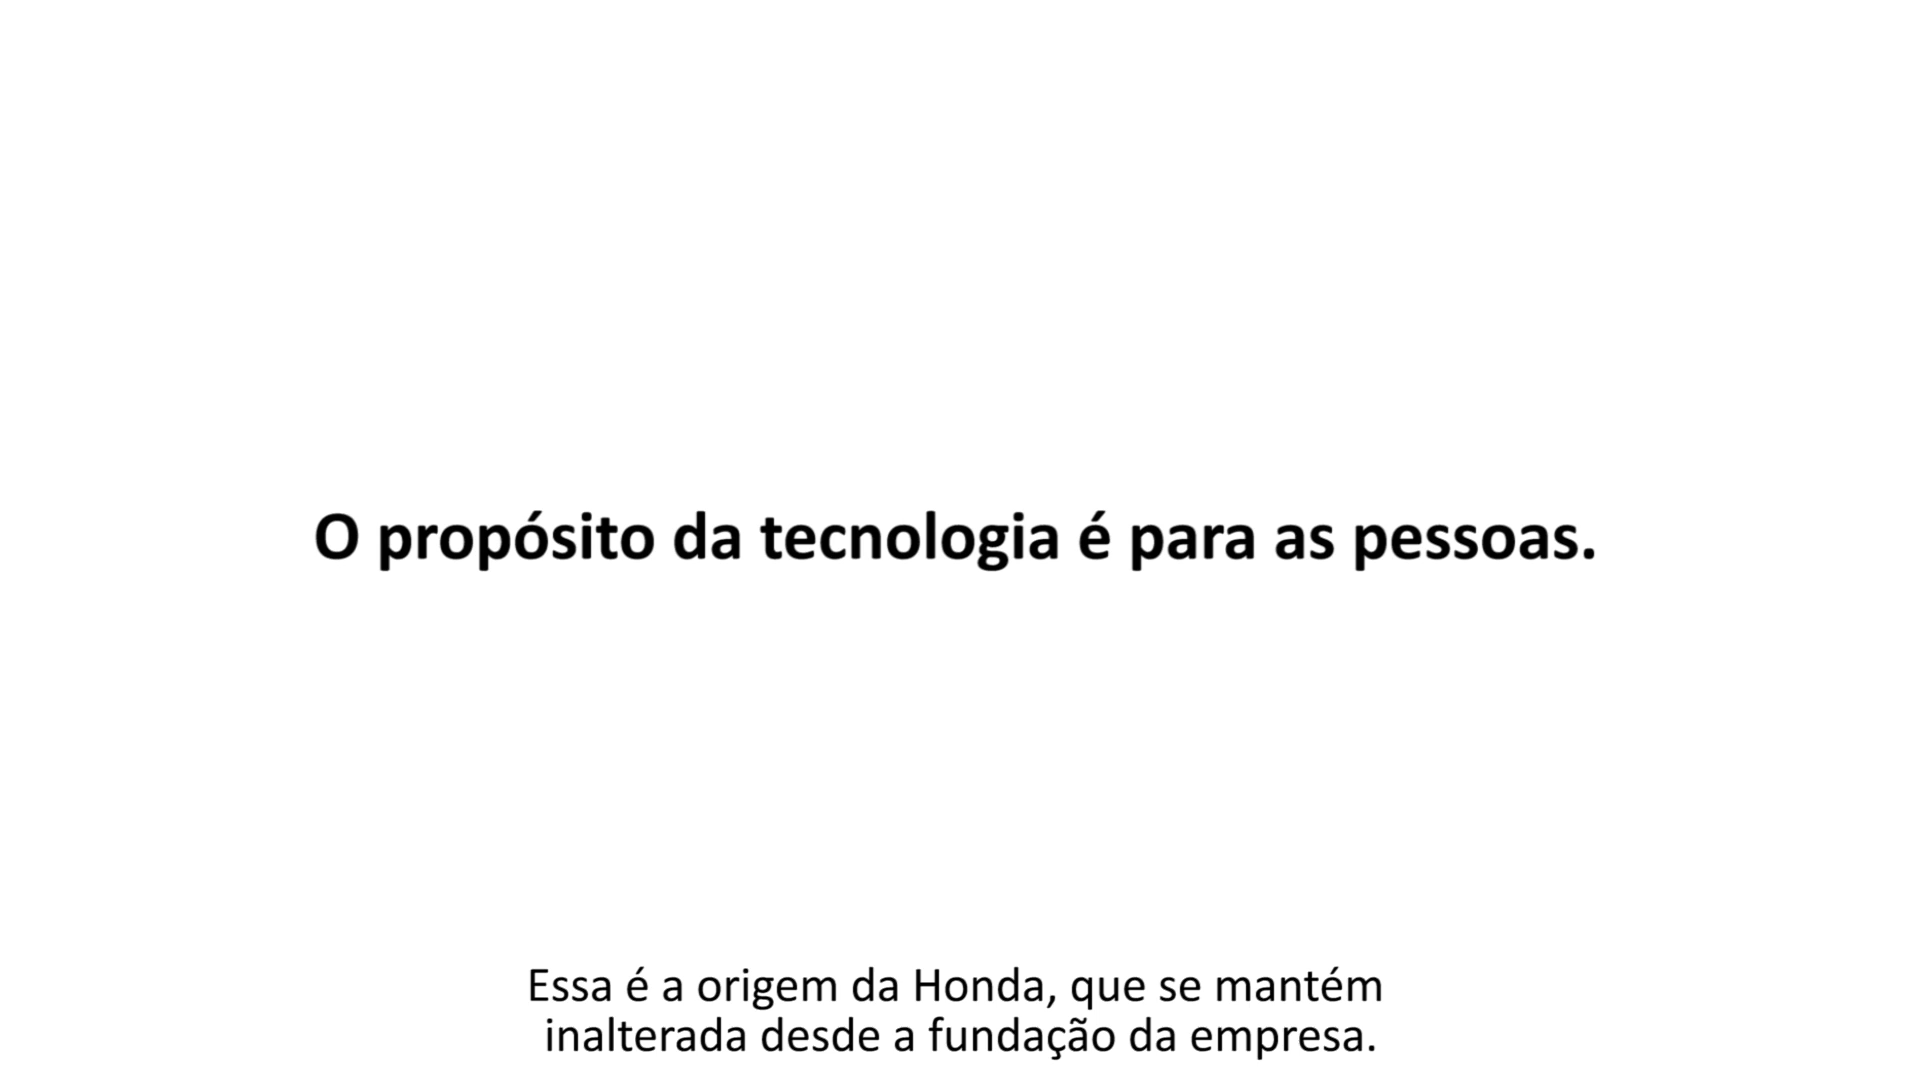 O propósito da tecnologia é para as pessoas.
Essa é a origem da Honda, que se mantém
inalterada desde a fundação da empresa.